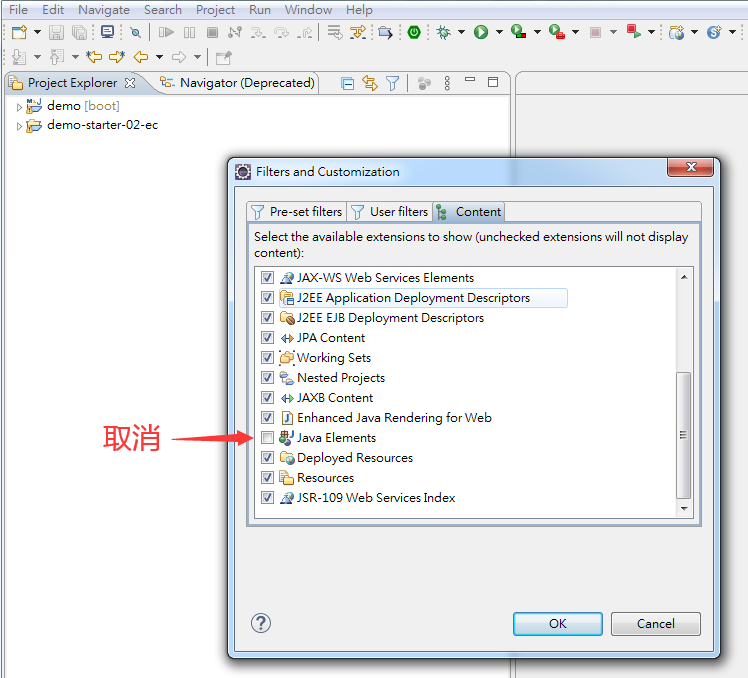 File Edit Navigate Search Project Run Window Help
Project Explorer Navigator (Deprecated)
demo [boot]
demo-starter-02-ec
Filters and Customization
Pre-set filters User filters Content
Select the available extensions to show (unchecked extensions will not display
content):
JAX-WS Web Services Elements
J2EE Application Deployment Descriptors
J2EE EJB Deployment Descriptors
JPA Content
Working Sets
Nested Projects
JAXB Content
Enhanced Java Rendering for Web
取消
Java Elements
Deployed Resources
Resources
JSR-109 Web Services Index
OK Cancel